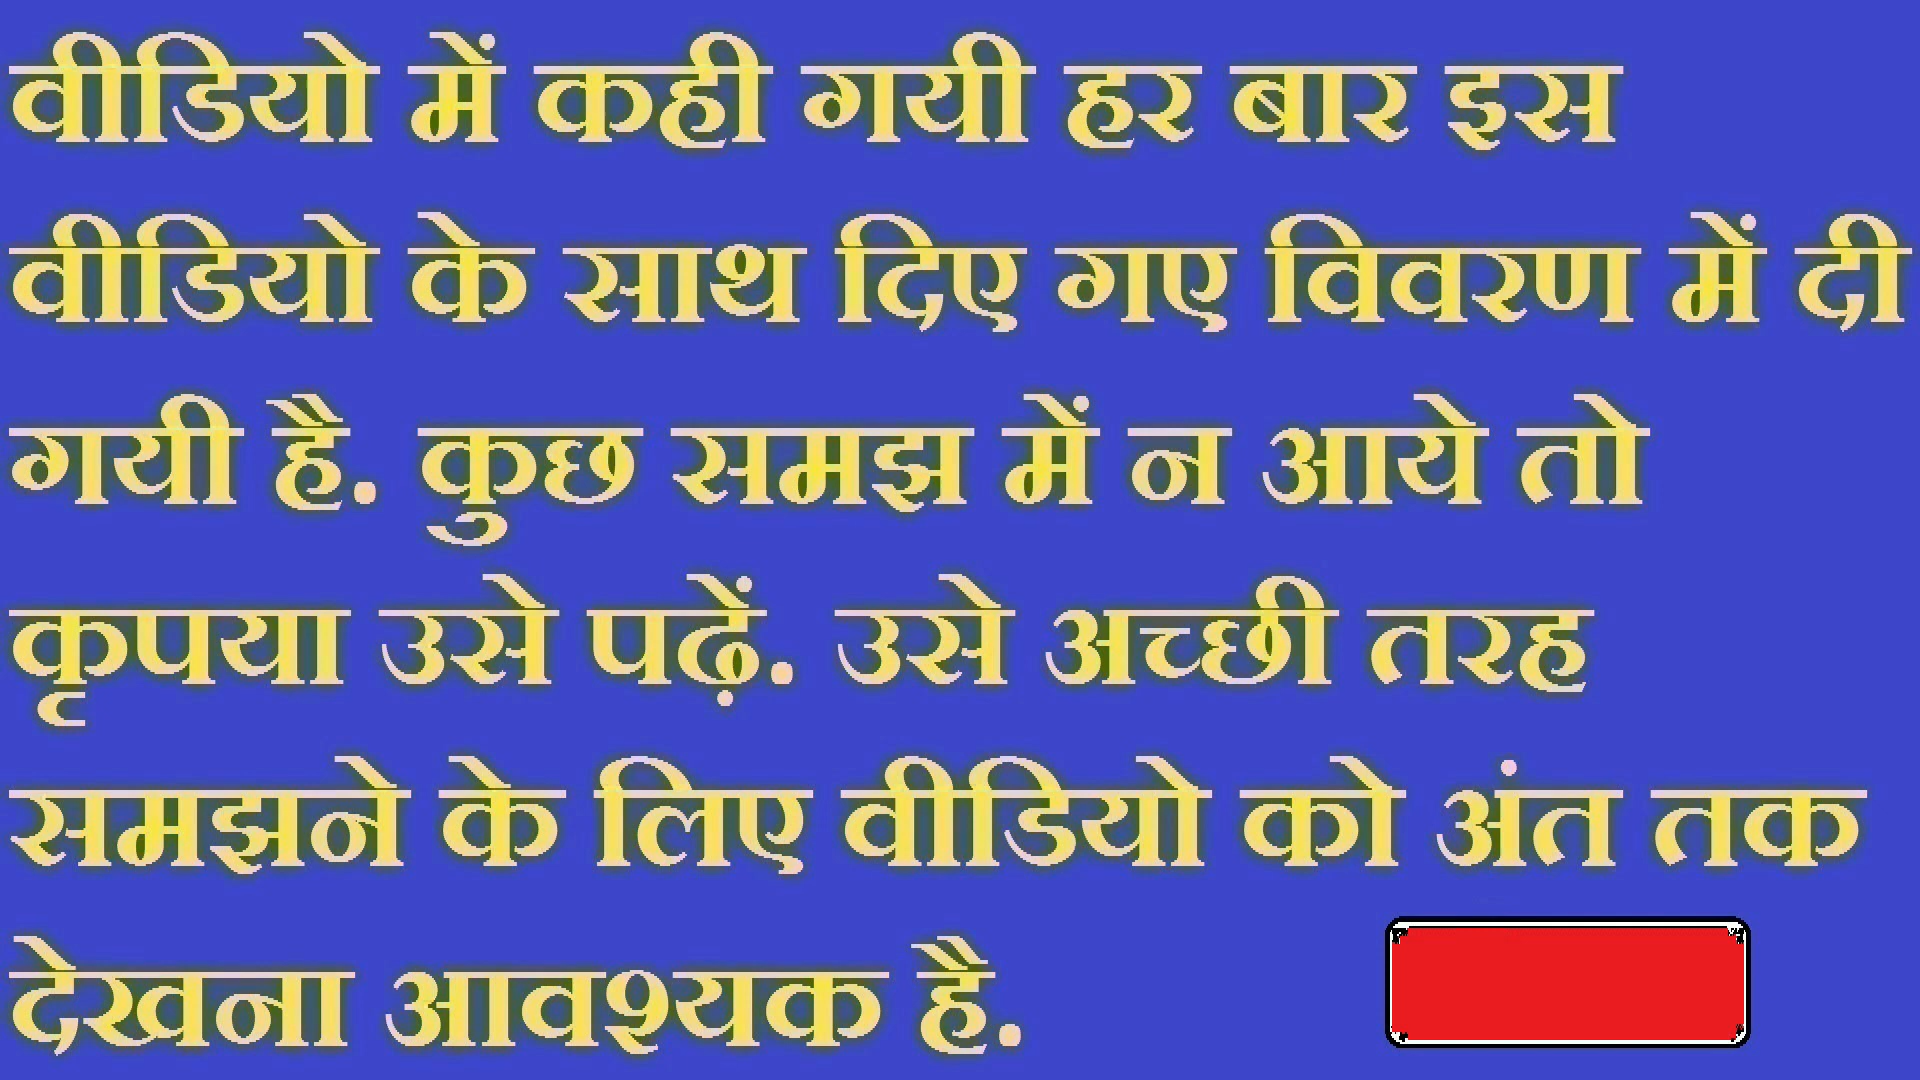 वीडियो में कही गयी हर बार इस
वीडियो के साथ दिए गए विवरण में दी
गयी है. कुछ समझ में न आये तो
कृपया उसे पढ़ें. उसे अच्छी तरह
समझने के लिए वीडियो को अंत तक
देखना आवश्यक है.